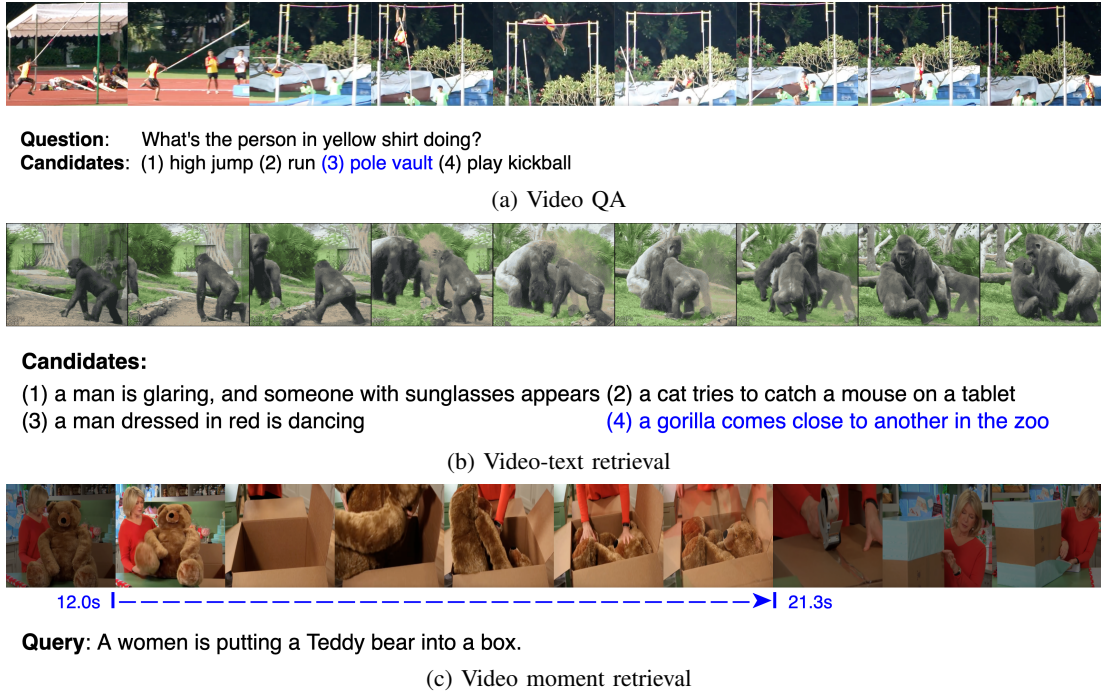 Question: What's the person in yellow shirt doing?
Candidates: (1) high jump (2) run (3) pole vault (4) play kickball
(a) Video QA
Candidates:
(1) a man is glaring, and someone with sunglasses appears (2) a cat tries to catch a mouse on a tablet
(3) a man dressed in red is dancing (4) a gorilla comes close to another in the zoo
(b) Video-text retrieval
12.0s 21.3s
Query: A women is putting a Teddy bear into a box.
(c) Video moment retrieval